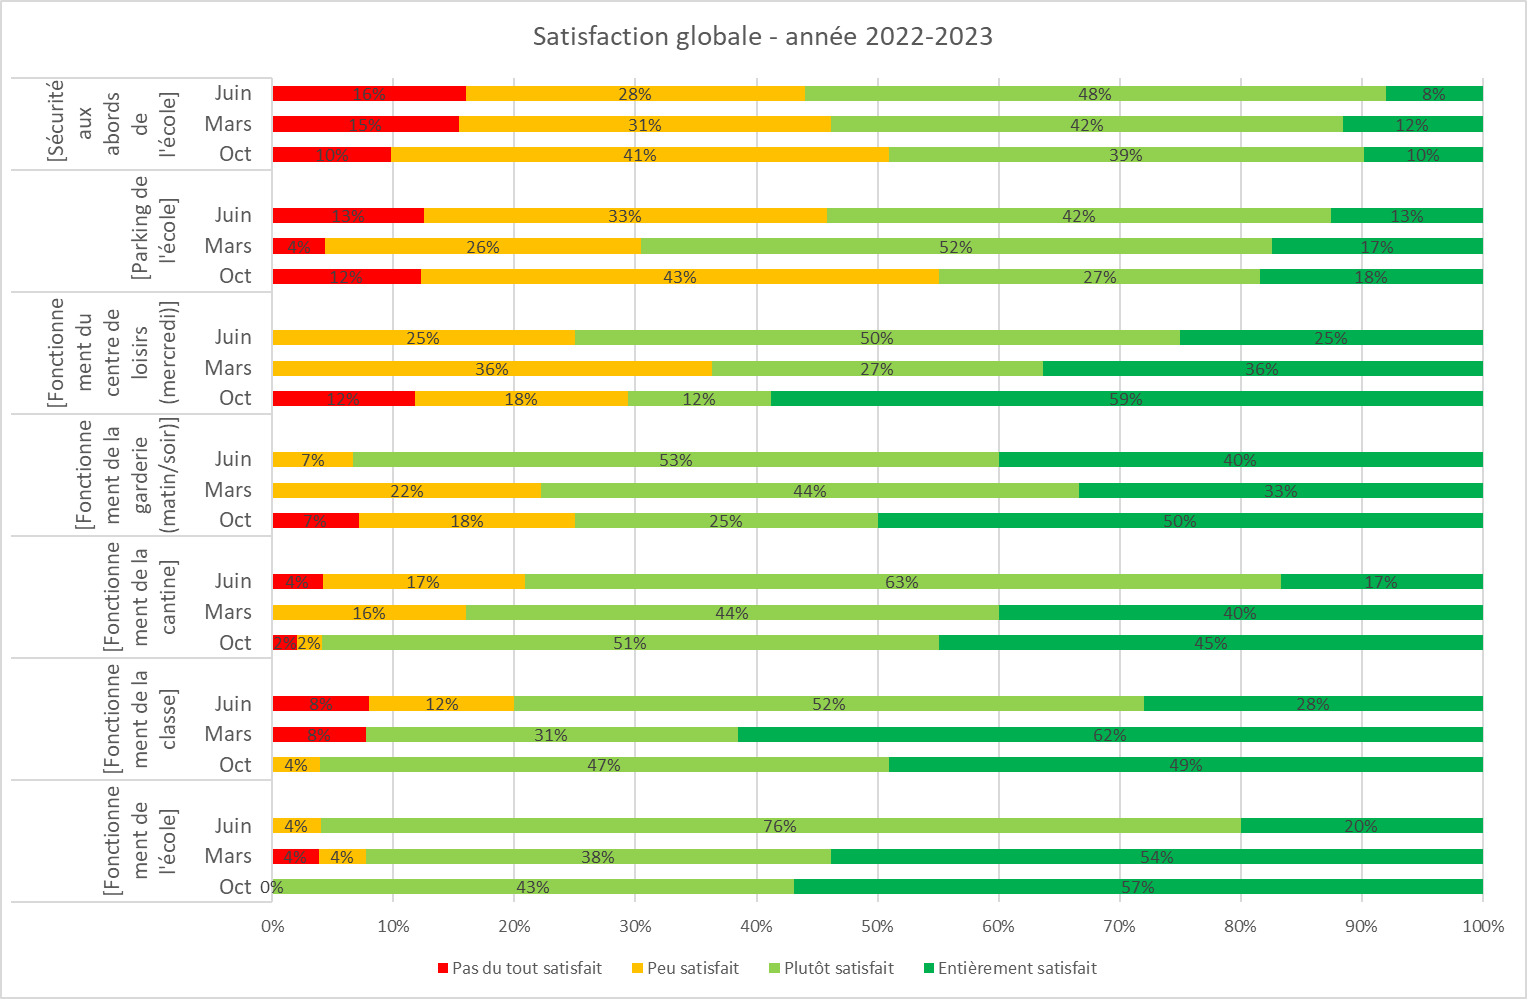 Satisfaction globale - année 2022-2023
[Sécurité
aux
abords
de
l'école]
Juin 16% 28% 48% 8%
Mars 15% 31% 42% 12%
Oct 10% 41% 39% 10%
[Parking de
l'école]
Juin 13% 33% 42% 13%
Mars 4% 26% 52% 17%
Oct 12% 43% 27% 18%
[Fonctionne
ment du
centre de
loisirs
(mercredi)]
Juin 25% 50% 25%
Mars 36% 27% 36%
Oct 12% 18% 12% 59%
[Fonctionne
ment de la
garderie
(matin/soir)]
Juin 7% 53% 40%
Mars 22% 44% 33%
Oct 7% 18% 25% 50%
[Fonctionne
ment de la
cantine]
Juin 4% 17% 63% 17%
Mars 16% 44% 40%
Oct 2% 2% 51% 45%
[Fonctionne
ment de la
classe]
Juin 8% 12% 52% 28%
Mars 8% 31% 62%
Oct 4% 47% 49%
[Fonctionne
ment de
l'école]
Juin 4% 76% 20%
Mars 4% 4% 38% 54%
Oct 0% 43% 57%
0% 10% 20% 30% 40% 50% 60% 70% 80% 90% 100%
Pas du tout satisfait Peu satisfait Plutôt satisfait Entièrement satisfait